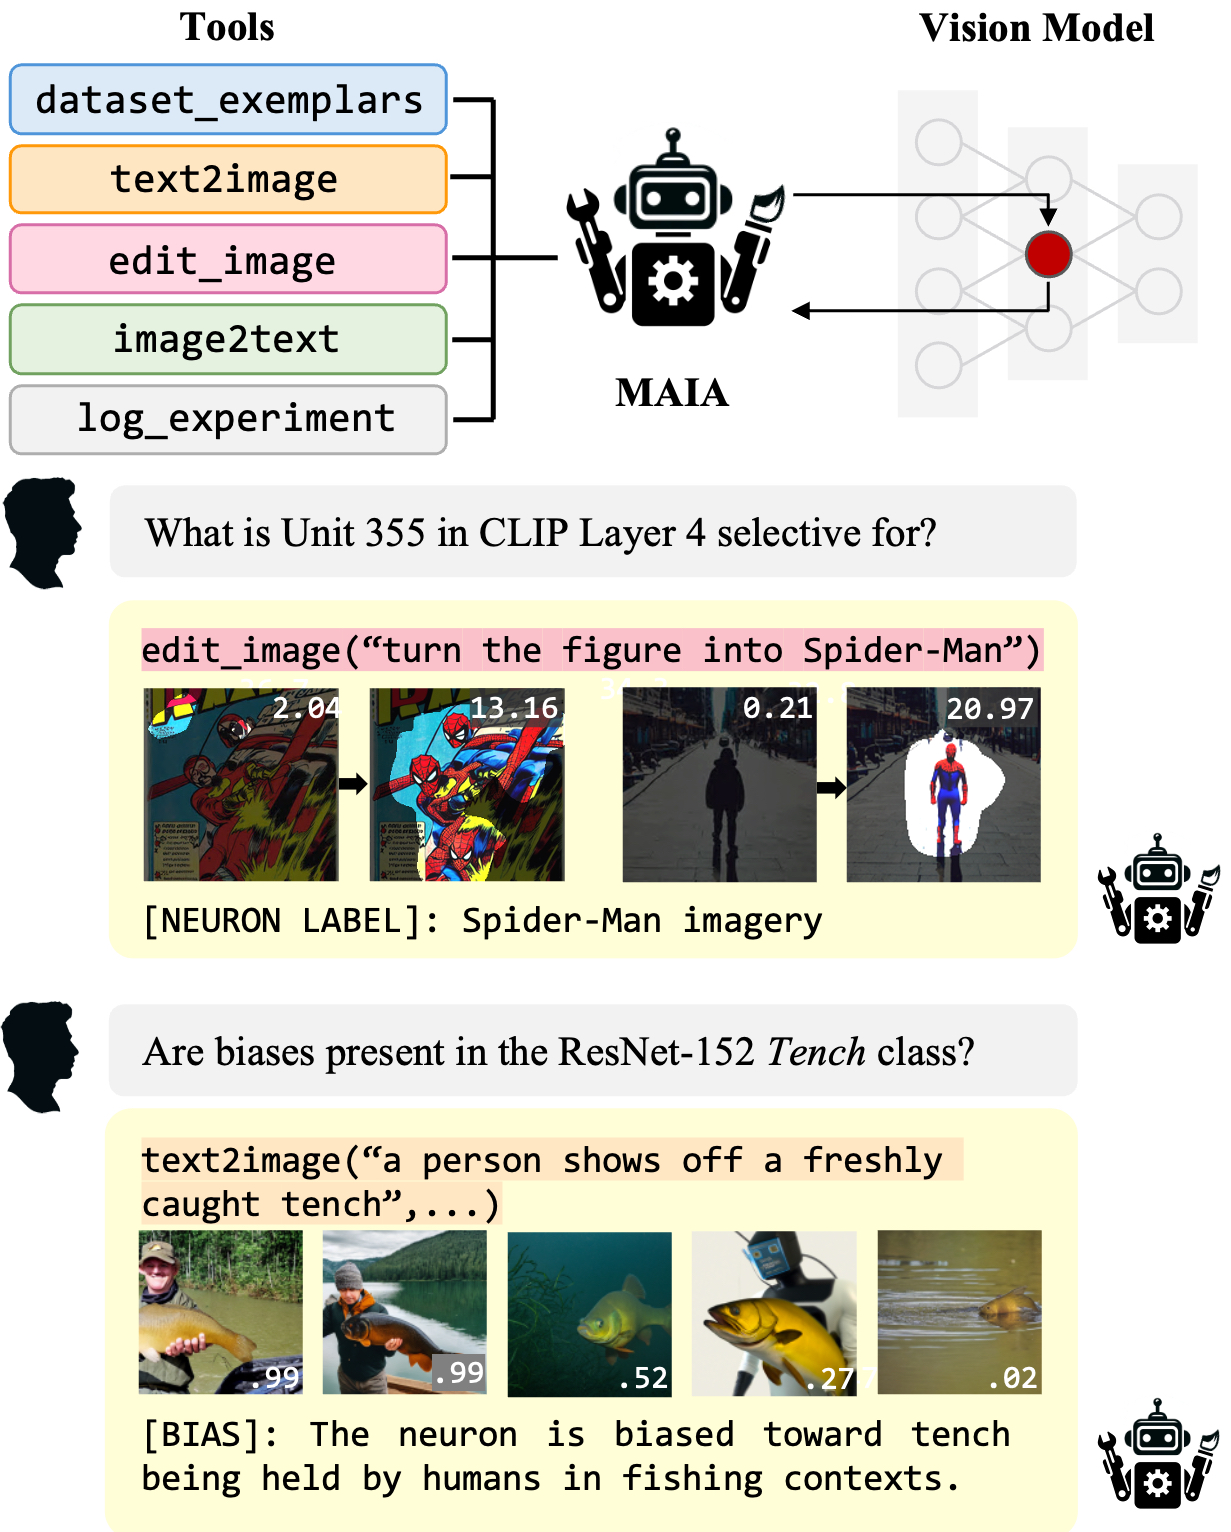 Tools
Vision Model
dataset_exemplars
text2image
edit_image
image2text
log_experiment
MAIA
What is Unit 355 in CLIP Layer 4 selective for?
edit_image(“turn the figure into Spider-Man”)
2.04
13.16
0.21
20.97
[NEURON LABEL]: Spider-Man imagery
Are biases present in the ResNet-152 Tench class?
text2image(“a person shows off a freshly
caught tench”,...)
.99
.99
.52
.27
.02
[BIAS]: The neuron is biased toward tench
being held by humans in fishing contexts.